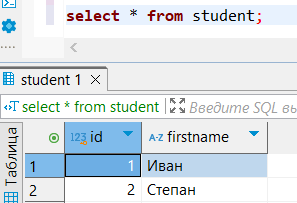 select * from student;
student 1
select * from student
Введите SQL вы
Таблица
123 id
A-Z firstname
1
1
Иван
2
2
Степан